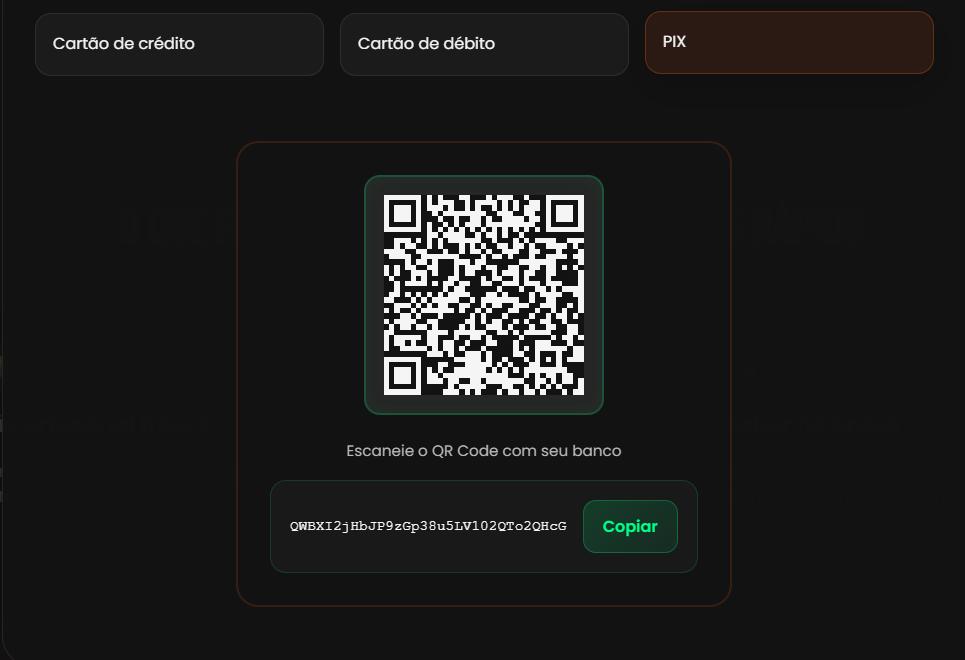 Cartão de crédito
Cartão de débito
PIX
Escaneie o QR Code com seu banco
QWBXI2jHbJP9zGp38u5LV102QTo2QHcG
Copiar